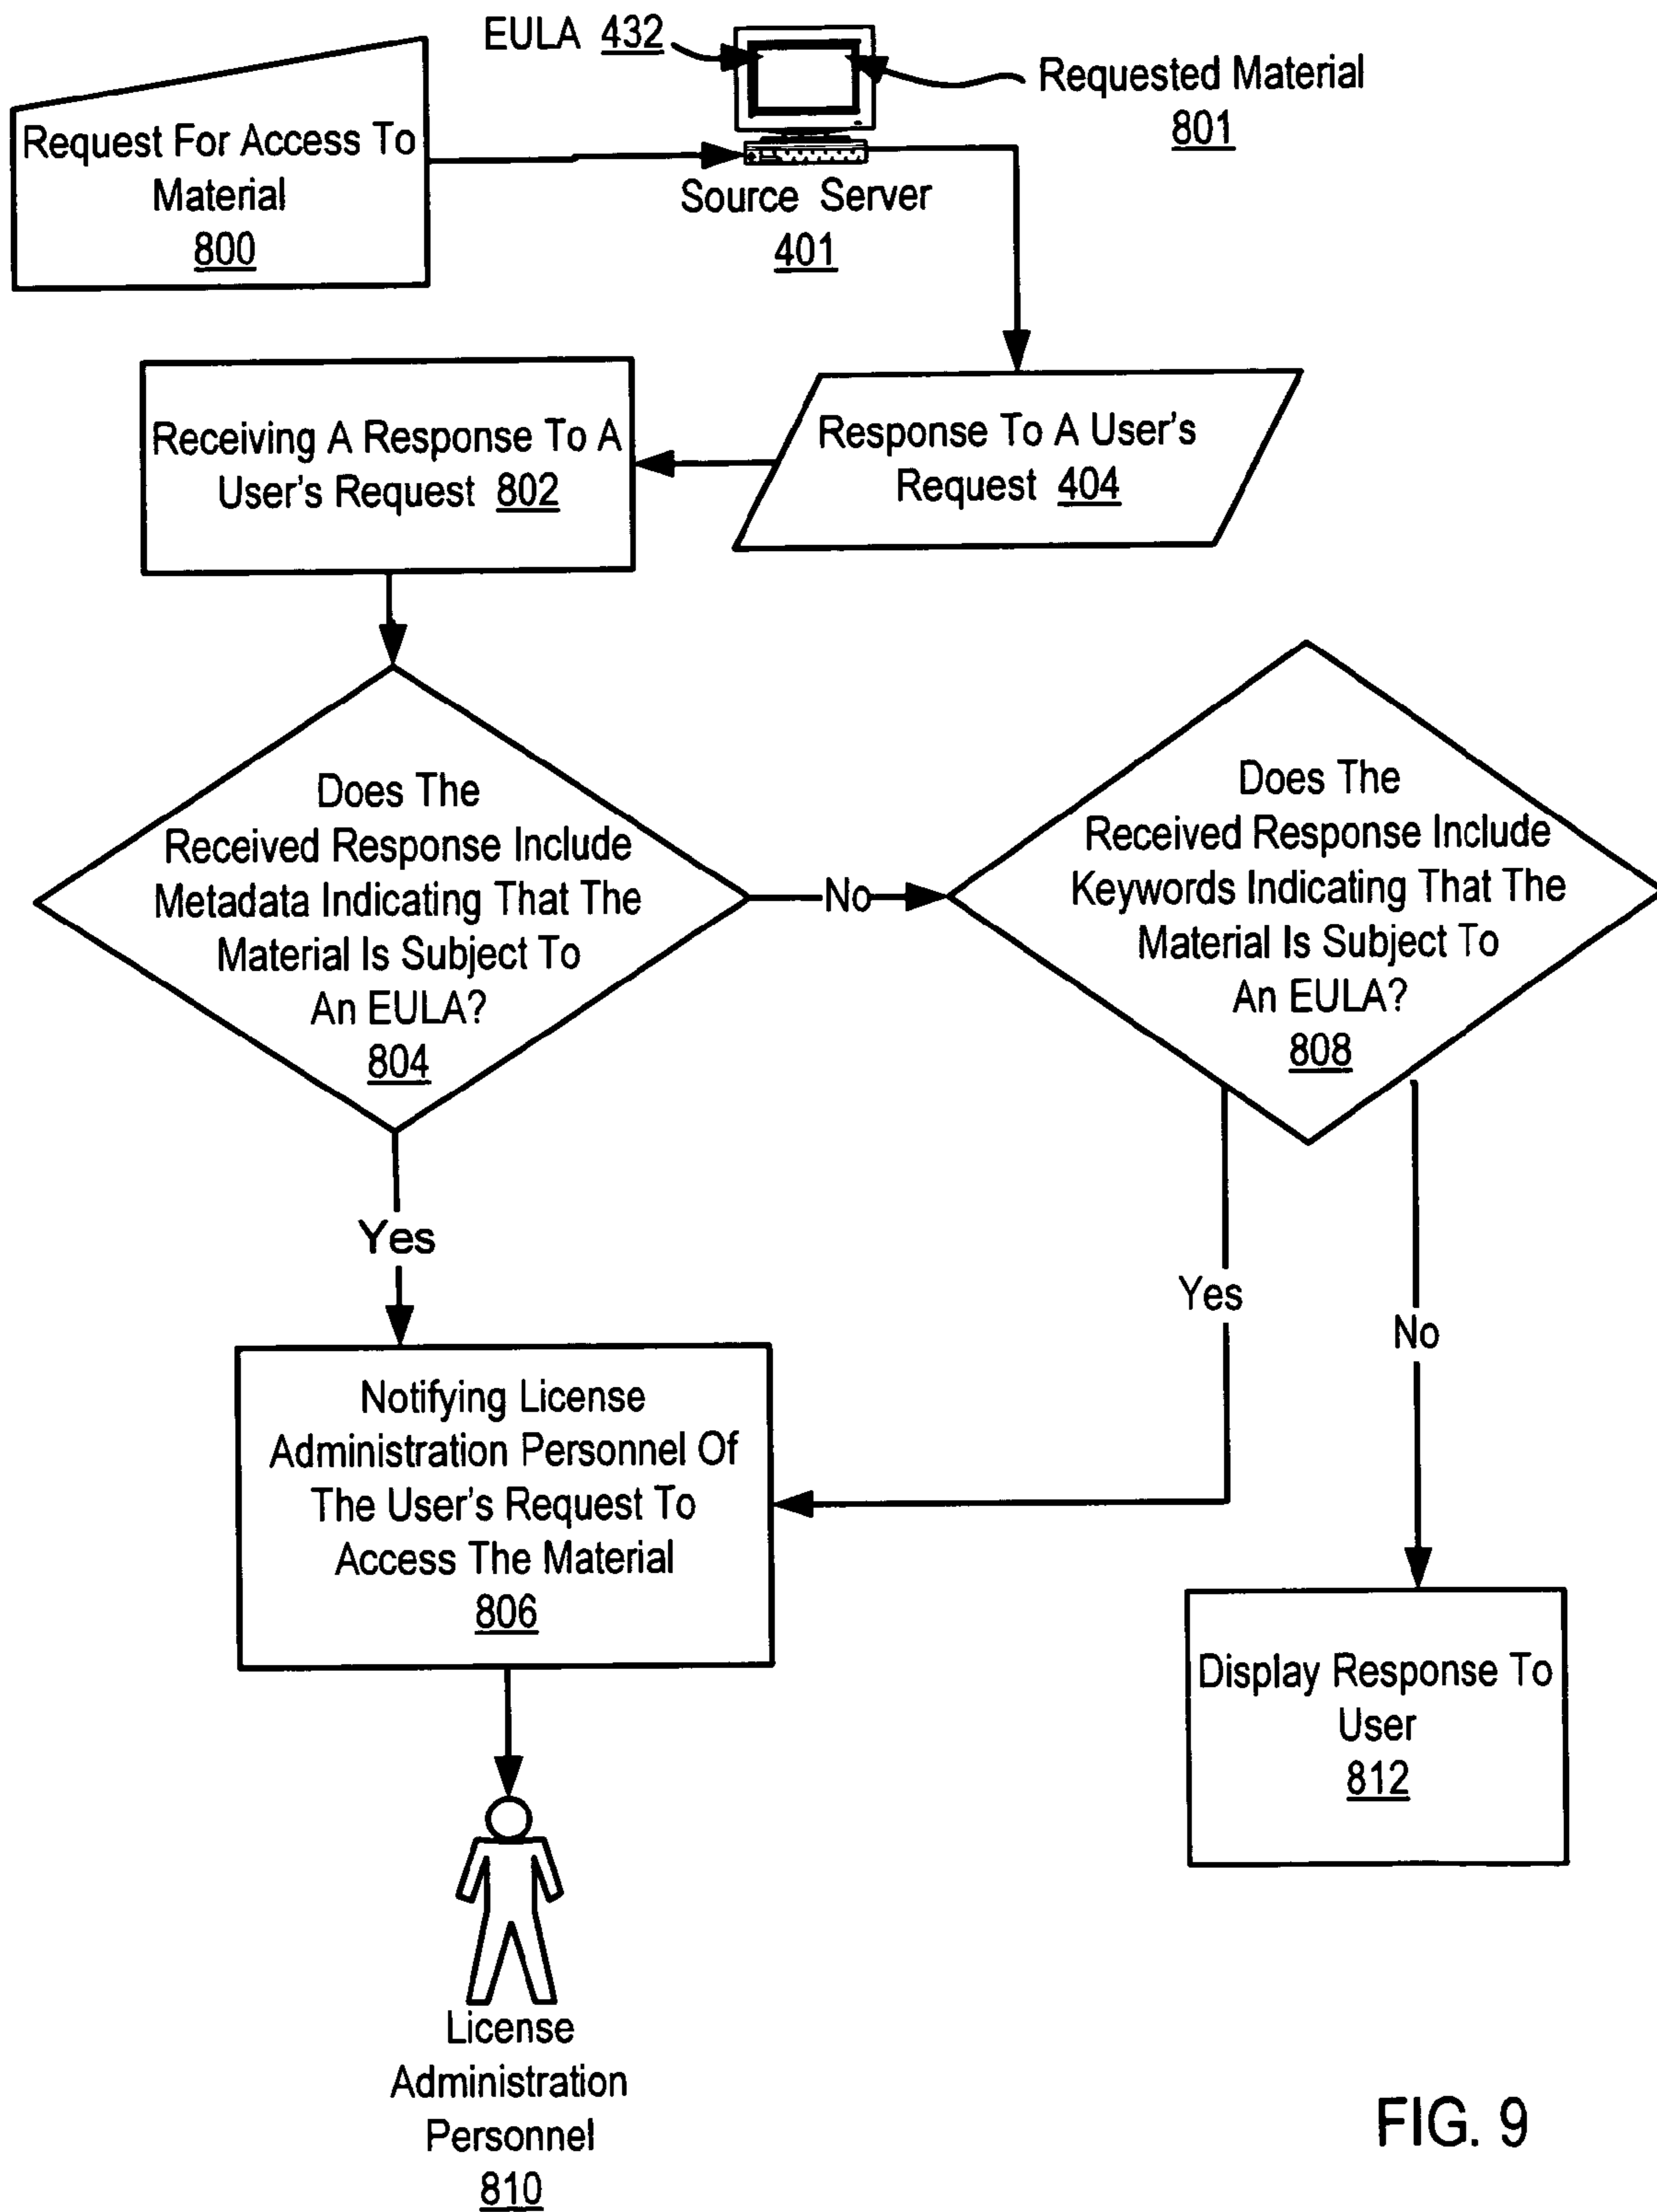 EULA 432
Requested Material
801
Request For Access To
Material
800
Source Server
401
Receiving A Response To A
User's Request 802
Response To A User's
Request 404
Does The
Received Response Include
Metadata Indicating That The
Material Is Subject To
An EULA?
804
No
Does The
Received Response Include
Keywords Indicating That The
Material Is Subject To
An EULA?
808
Yes
Yes
No
Notifying License
Administration Personnel Of
The User's Request To
Access The Material
806
Display Response To
User
812
License
Administration
Personnel
810
FIG. 9